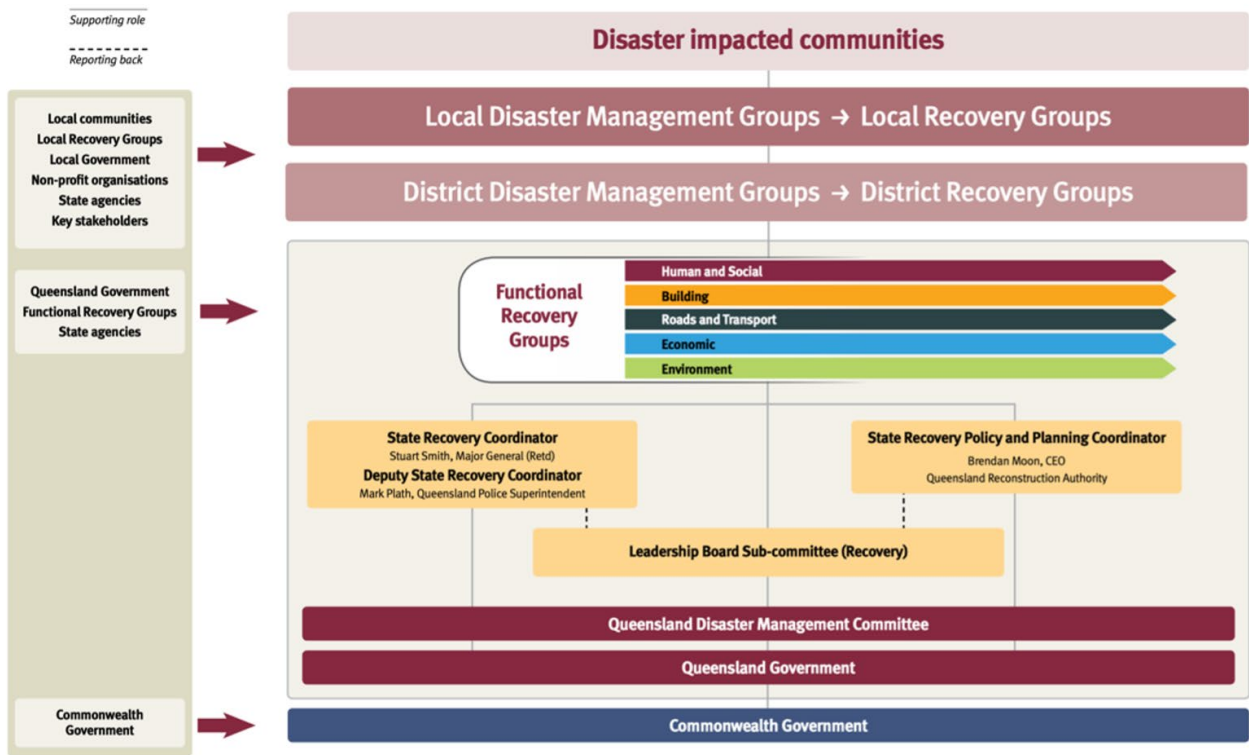 Supporting role
Reporting back
Local communities
Local Recovery Groups
Local Government
Non-profit organisations
State agencies
Key stakeholders
Queensland Government
Functional Recovery Groups
State agencies
Commonwealth
Government
Disaster impacted communities
Local Disaster Management Groups → Local Recovery Groups
District Disaster Management Groups → District Recovery Groups
Functional
Recovery
Groups
Human and Social
Building
Roads and Transport
Economic
Environment
State Recovery Coordinator
Stuart Smith, Major General (Retd)
Deputy State Recovery Coordinator
Mark Plath, Queensland Police Superintendent
State Recovery Policy and Planning Coordinator
Brendan Moon, CEO
Queensland Reconstruction Authority
Leadership Board Sub-committee (Recovery)
Queensland Disaster Management Committee
Queensland Government
Commonwealth Government